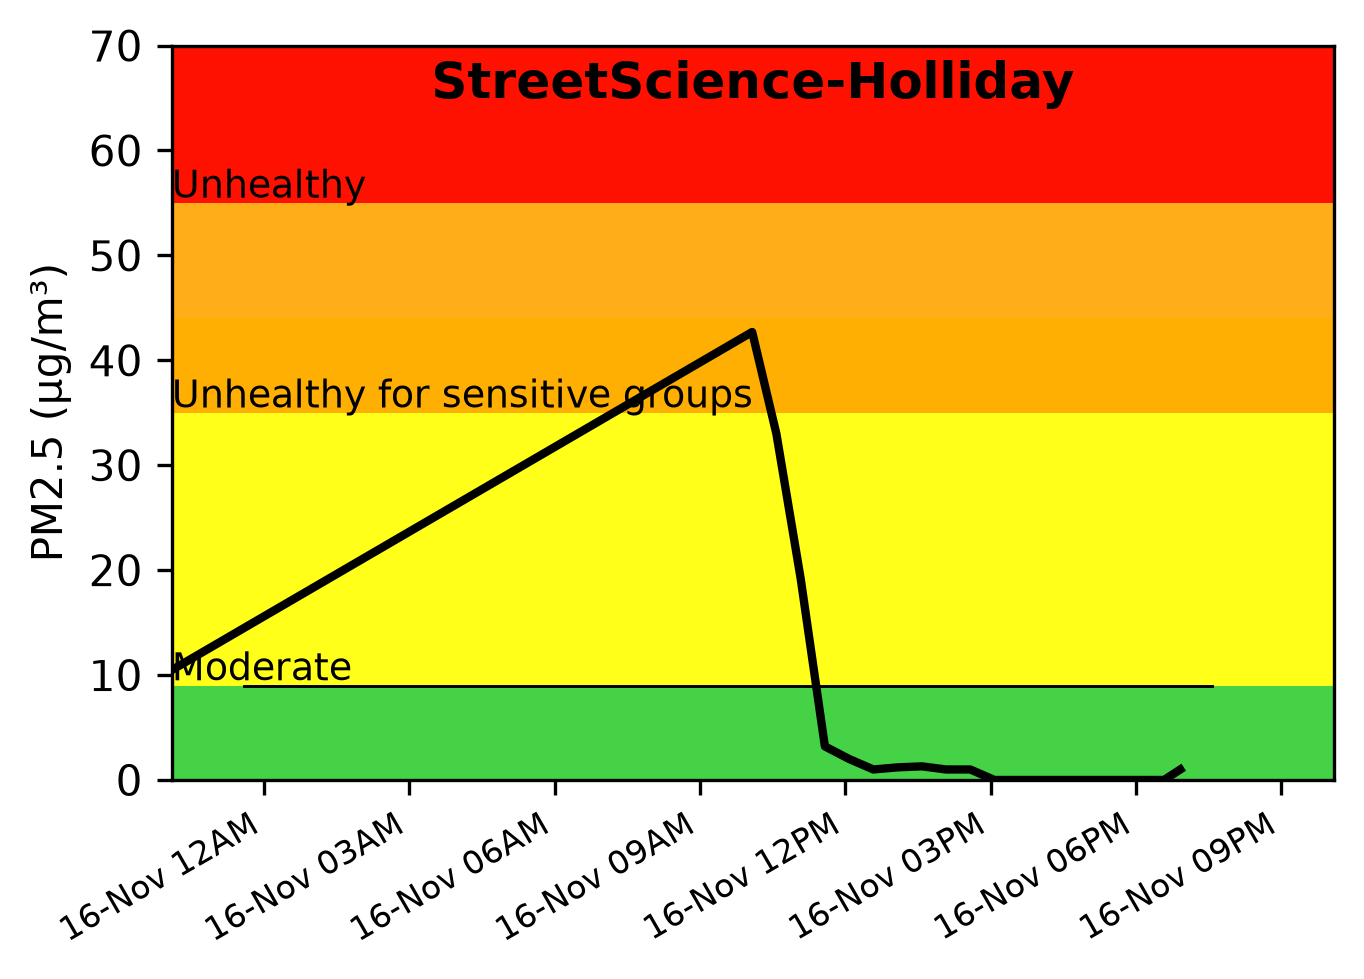 StreetScience-Holliday
PM2.5 (µg/m³)
70
60
50
40
30
20
10
0
Unhealthy
Unhealthy for sensitive groups
Moderate
16-Nov 12AM
16-Nov 03AM
16-Nov 06AM
16-Nov 09AM
16-Nov 12PM
16-Nov 03PM
16-Nov 06PM
16-Nov 09PM